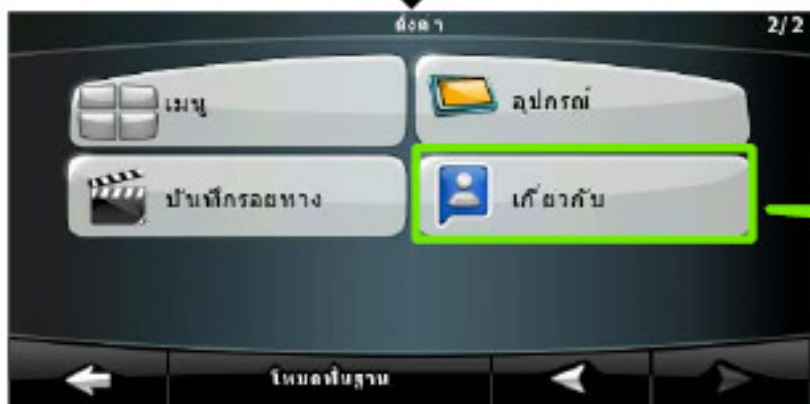 ตั้งค่า
2/2
เมนู
อุปกรณ์
บันทึกรอยทาง
เกี่ยวกับ
โหมดพื้นฐาน